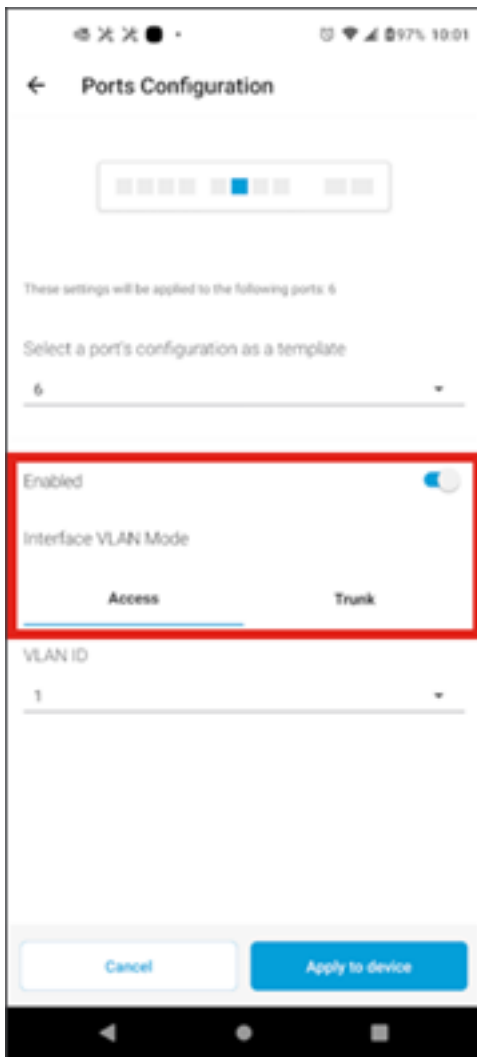 97% 10:01
Ports Configuration
These settings will be applied to the following ports: 6
Select a port's configuration as a template
6
Enabled
Interface VLAN Mode
Access Trunk
VLAN ID
1
Cancel Apply to device